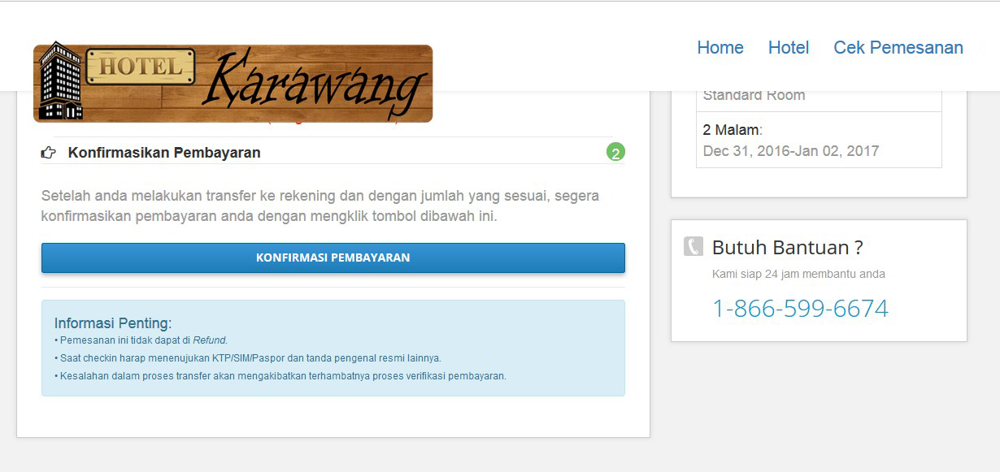 HOTEL Karawang
Home Hotel Cek Pemesanan
Konfirmasikan Pembayaran 2
Setelah anda melakukan transfer ke rekening dan dengan jumlah yang sesuai, segera
konfirmasikan pembayaran anda dengan mengklik tombol dibawah ini.
KONFIRMASI PEMBAYARAN
Informasi Penting:
• Pemesanan ini tidak dapat di Refund.
• Saat checkin harap menenujukan KTP/SIM/Paspor dan tanda pengenal resmi lainnya.
• Kesalahan dalam proses transfer akan mengakibatkan terhambatnya proses verifikasi pembayaran.
Standard Room
2 Malam:
Dec 31, 2016-Jan 02, 2017
Butuh Bantuan ?
Kami siap 24 jam membantu anda
1-866-599-6674